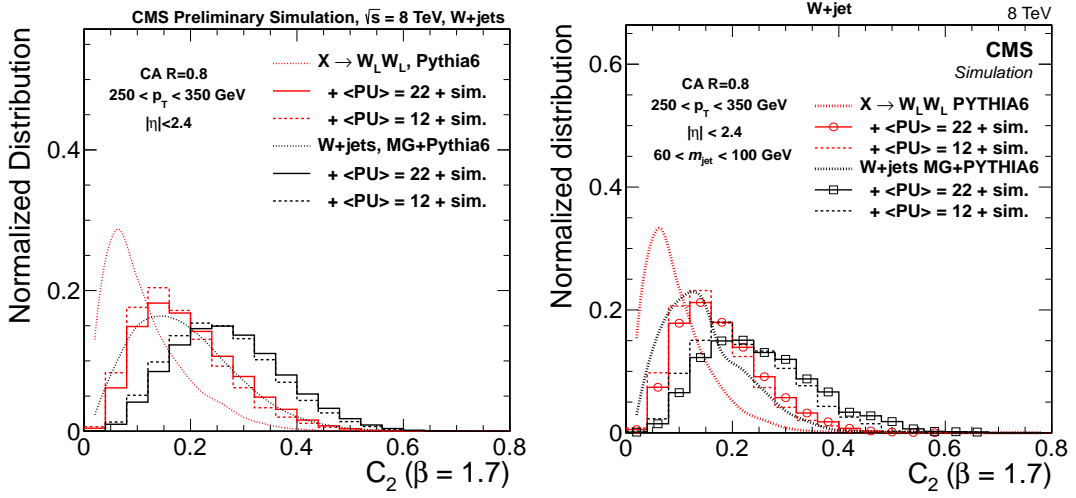 CMS Preliminary Simulation, √s = 8 TeV, W+jets
Normalized Distribution
CA R=0.8
250 < p_T < 350 GeV
|η|<2.4
X → W_L W_L, Pythia6
+ <PU> = 22 + sim.
+ <PU> = 12 + sim.
W+jets, MG+Pythia6
+ <PU> = 22 + sim.
+ <PU> = 12 + sim.
0.4
0.2
0
0 0.2 0.4 0.6 0.8
C_2 (β = 1.7)
W+jet 8 TeV
Normalized distribution
CMS
Simulation
CA R=0.8
250 < p_T < 350 GeV
|η| < 2.4
60 < m_jet < 100 GeV
X → W_L W_L PYTHIA6
+ <PU> = 22 + sim.
+ <PU> = 12 + sim.
W+jets MG+PYTHIA6
+ <PU> = 22 + sim.
+ <PU> = 12 + sim.
0.6
0.4
0.2
0
0 0.2 0.4 0.6 0.8
C_2 (β = 1.7)